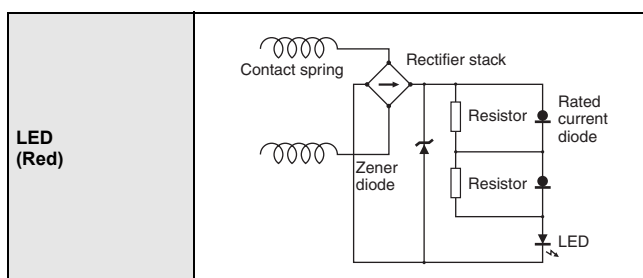 LED
(Red)
Contact spring
Rectifier stack
Resistor
Rated
current
diode
Zener
diode
Resistor
LED